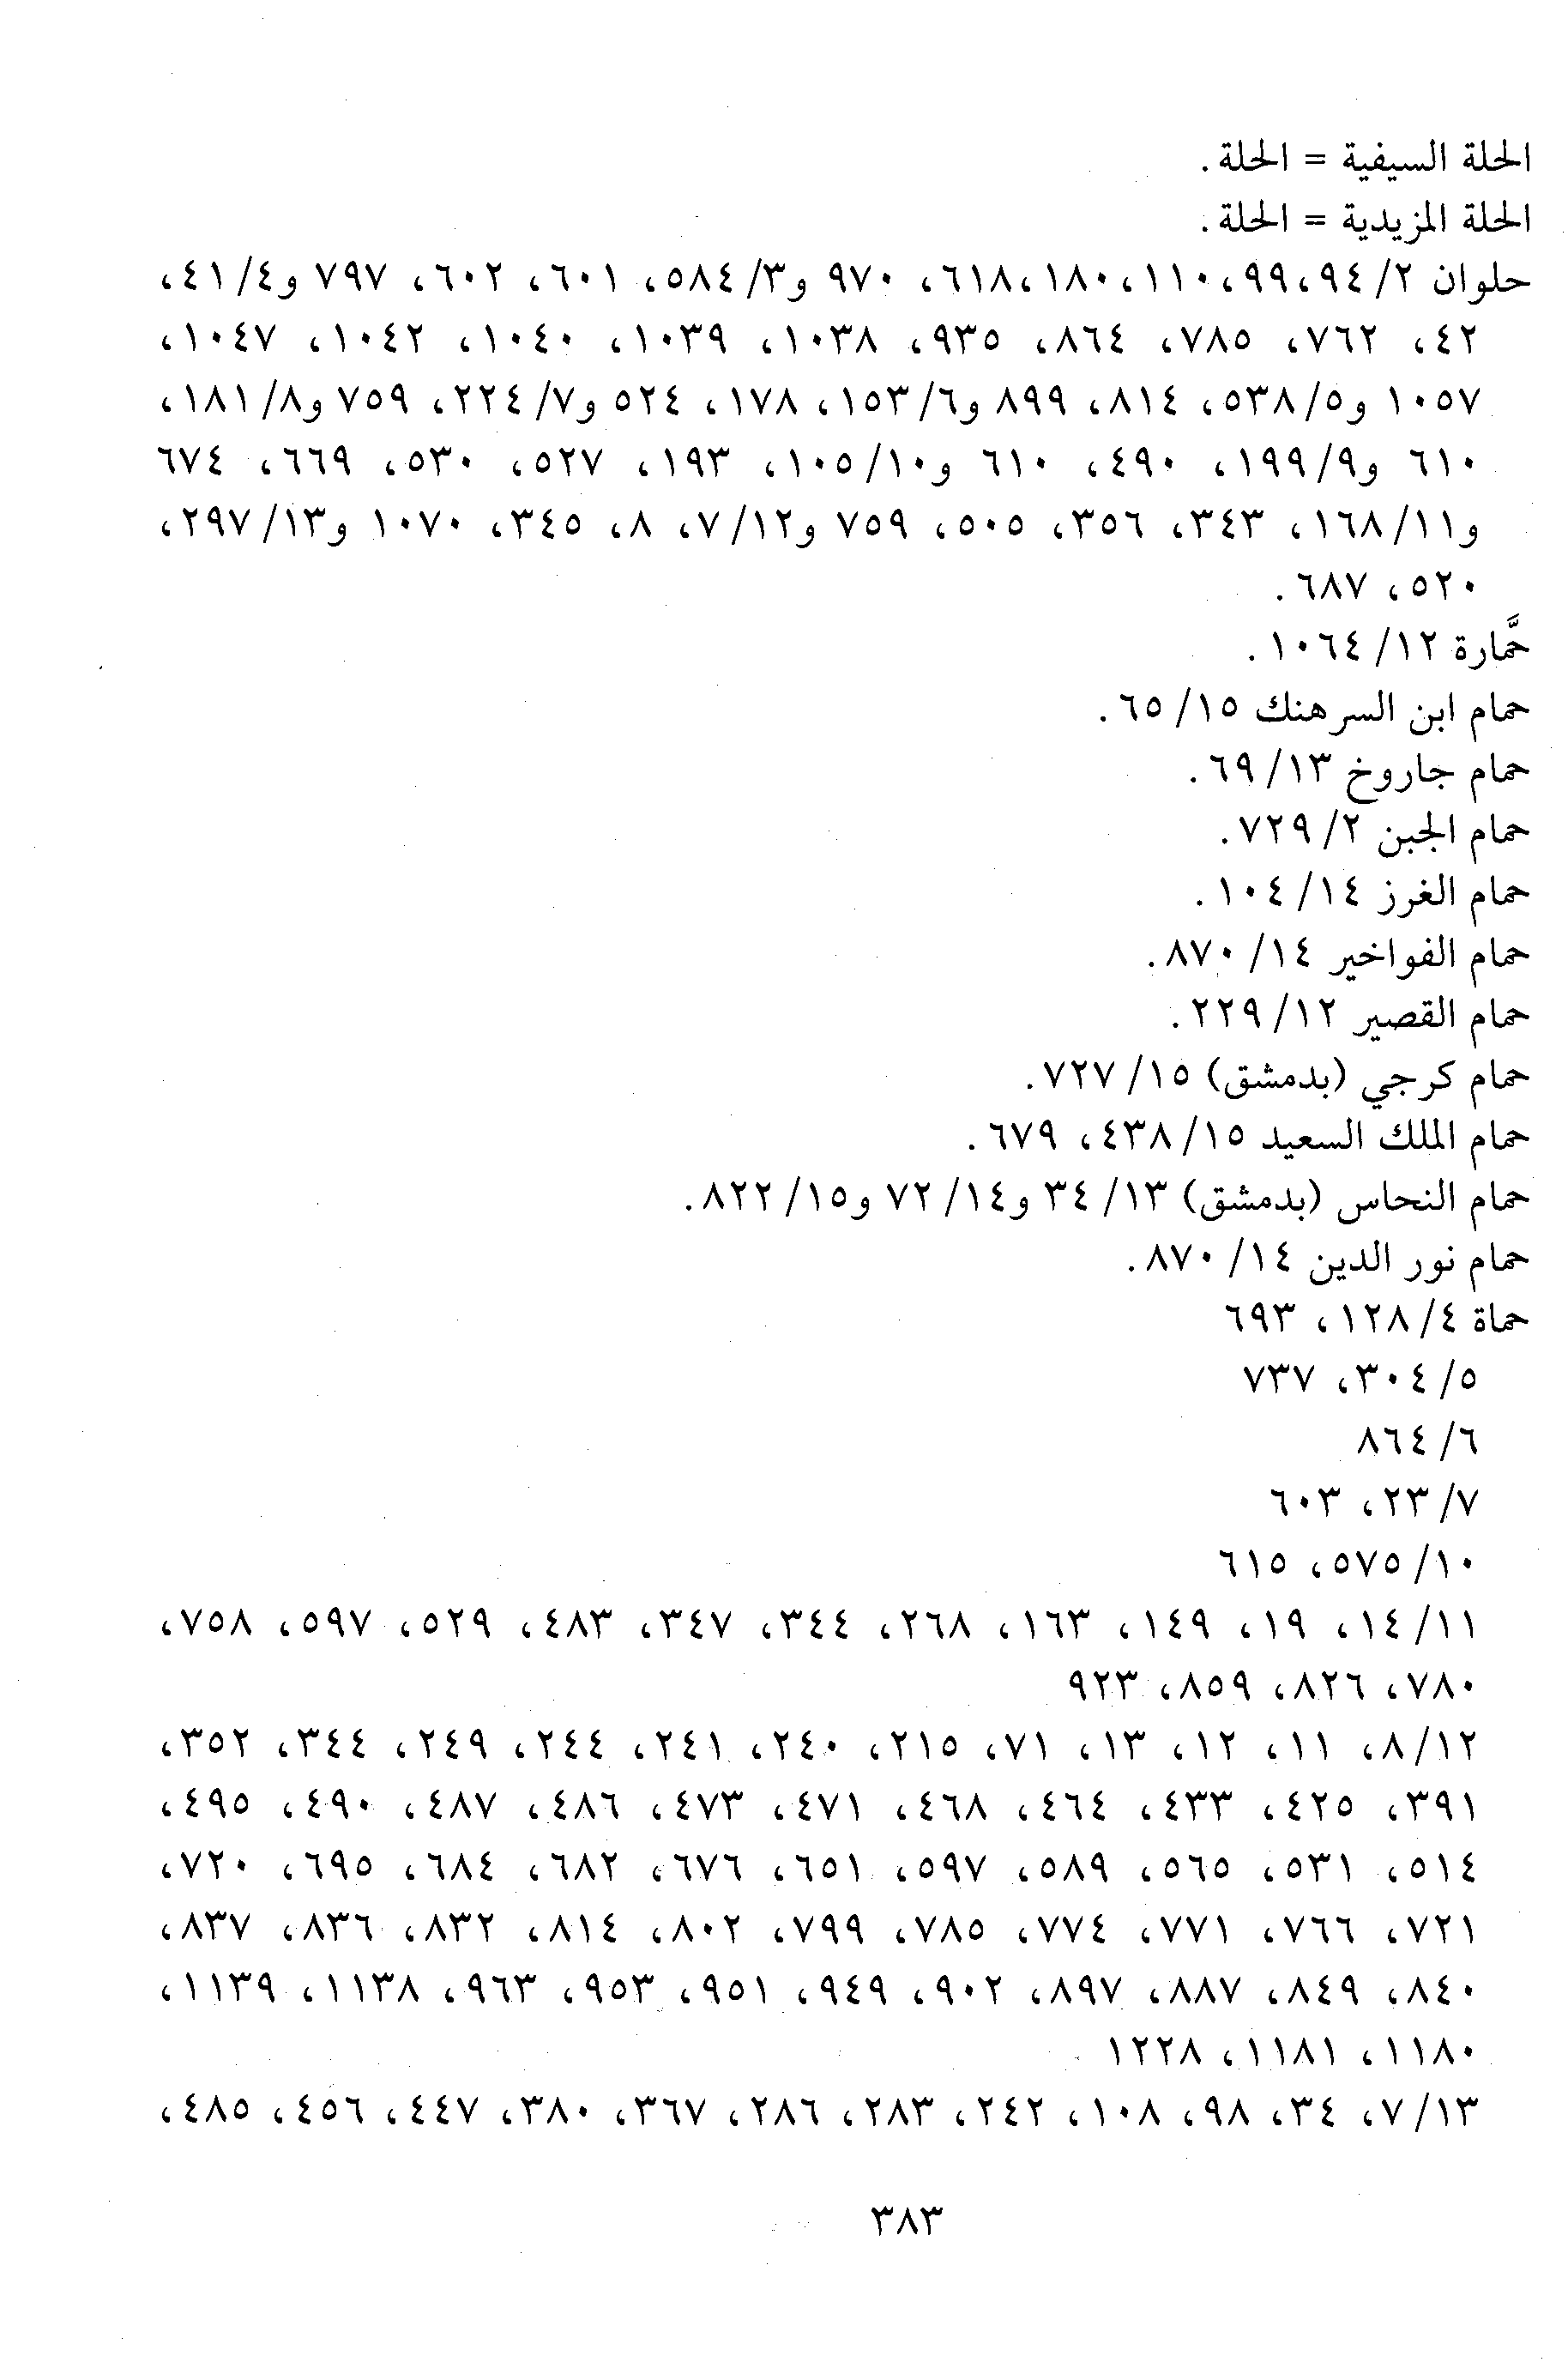 الحلة السيفية = الحلة.
الحلة المزيدية = الحلة.
حلوان ٢/ ٩٤، ٩٩، ١١٠، ١٨٠، ٦١٨، ٩٧٠ و٣/ ٥٨٤، ٦٠١، ٦٠٢، ٧٩٧ و٤/ ٤١،
٤٢، ٧٦٢، ٧٨٥، ٨٦٤، ٩٣٥، ١٠٣٨، ١٠٣٩، ١٠٤٠، ١٠٤٢، ١٠٤٧،
١٠٥٧ و٥/ ٥٣٨، ٨١٤، ٨٩٩ و٦/ ١٥٣، ١٧٨، ٥٢٤ و٧/ ٢٢٤، ٧٥٩ و٨/ ١٨١،
٦١٠ و٩/ ١٩٩، ٤٩٠، ٦١٠ و١٠/ ١٠٥، ١٩٣، ٥٢٧، ٥٣٠، ٦٦٩، ٦٧٤
و١١/ ١٦٨، ٣٤٣، ٣٥٦، ٥٠٥، ٧٥٩ و١٢/ ٧، ٨، ٣٤٥، ١٠٧٠ و١٣/ ٢٩٧،
٥٢٠، ٦٨٧.
حمَّارة ١٢/ ١٠٦٤.
حمام ابن السرهنك ١٥/ ٦٥.
حمام جاروخ ١٣/ ٦٩.
حمام الجبن ٢/ ٧٢٩.
حمام الغرز ١٤/ ١٠٤.
حمام الفواخير ١٤/ ٨٧٠.
حمام القصير ١٢/ ٢٢٩.
حمام كرجي (بدمشق) ١٥/ ٧٢٧.
حمام الملك السعيد ١٥/ ٤٣٨، ٦٧٩.
حمام النحاس (بدمشق) ١٣/ ٣٤ و١٤/ ٧٢ و١٥/ ٨٢٢.
حمام نور الدين ١٤/ ٨٧٠.
حماة ٤/ ١٢٨، ٦٩٣
٥/ ٣٠٤، ٧٣٧
٦/ ٨٦٤
٧/ ٢٣، ٦٠٣
١٠/ ٥٧٥، ٦١٥
١١/ ١٤، ١٩، ١٤٩، ١٦٣، ٢٦٨، ٣٤٤، ٣٤٧، ٤٨٣، ٥٢٩، ٥٩٧، ٧٥٨،
٧٨٠، ٨٢٦، ٨٥٩، ٩٢٣
١٢/ ٨، ١١، ١٢، ١٣، ٧١، ٢١٥، ٢٤٠، ٢٤١، ٢٤٤، ٢٤٩، ٣٤٤، ٣٥٢،
٣٩١، ٤٢٥، ٤٣٣، ٤٦٤، ٤٦٨، ٤٧١، ٤٧٣، ٤٨٦، ٤٨٧، ٤٩٠، ٤٩٥،
٥١٤، ٥٣١، ٥٦٥، ٥٨٩، ٥٩٧، ٦٥١، ٦٧٦، ٦٨٢، ٦٨٤، ٦٩٥، ٧٢٠،
٧٢١، ٧٦٦، ٧٧١، ٧٧٤، ٧٨٥، ٧٩٩، ٨٠٢، ٨١٤، ٨٣٢، ٨٣٦، ٨٣٧،
٨٤٠، ٨٤٩، ٨٨٧، ٨٩٧، ٩٠٢، ٩٤٩، ٩٥١، ٩٥٣، ٩٦٣، ١١٣٨، ١١٣٩،
١١٨٠، ١١٨١، ١٢٢٨
١٣/ ٧، ٣٤، ٩٨، ١٠٨، ٢٤٢، ٢٨٣، ٢٨٦، ٣٦٧، ٣٨٠، ٤٤٧، ٤٥٦، ٤٨٥،
٣٨٣